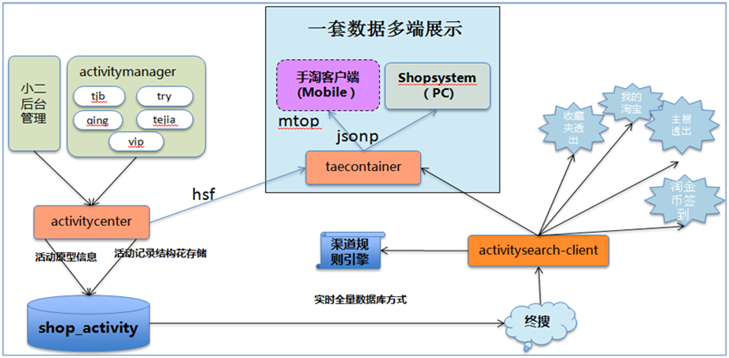 一套数据多端展示
小二
后台
管理
activitymanager
tjb
try
qing
tejia
vip
手淘客户端
(Mobile)
Shopsystem
(PC)
mtop
jsonp
taecontainer
收藏
夹透
出
我的
淘宝
主搜
透出
淘金
币签
到
hsf
activitycenter
活动原型信息
活动记录结构花存储
渠道规
则引擎
activitysearch-client
shop_activity
实时全量数据库方式
终搜